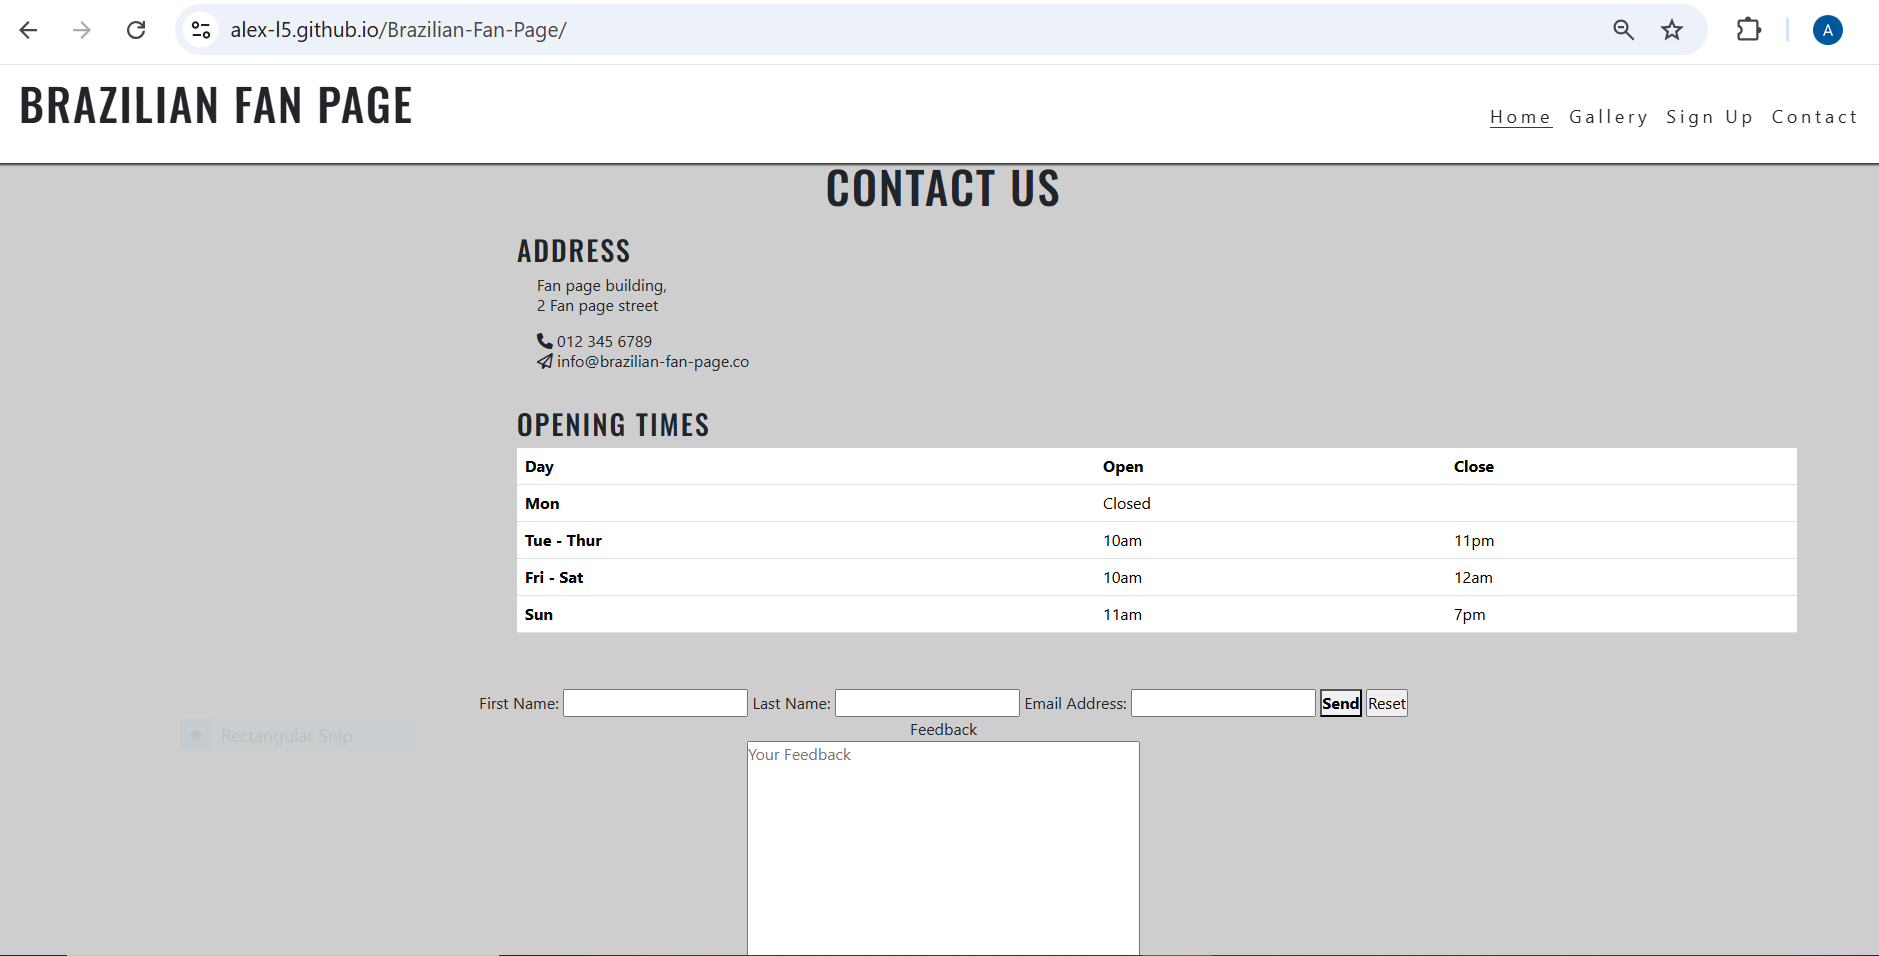 alex-l5.github.io/Brazilian-Fan-Page/
A
BRAZILIAN FAN PAGE
Home Gallery Sign Up Contact
CONTACT US
ADDRESS
Fan page building,
2 Fan page street
012 345 6789
info@brazilian-fan-page.co
OPENING TIMES
Day Open Close
Mon Closed
Tue - Thur 10am 11pm
Fri - Sat 10am 12am
Sun 11am 7pm
First Name: Last Name: Email Address: Send Reset
Feedback
Rectangular Snip
Your Feedback